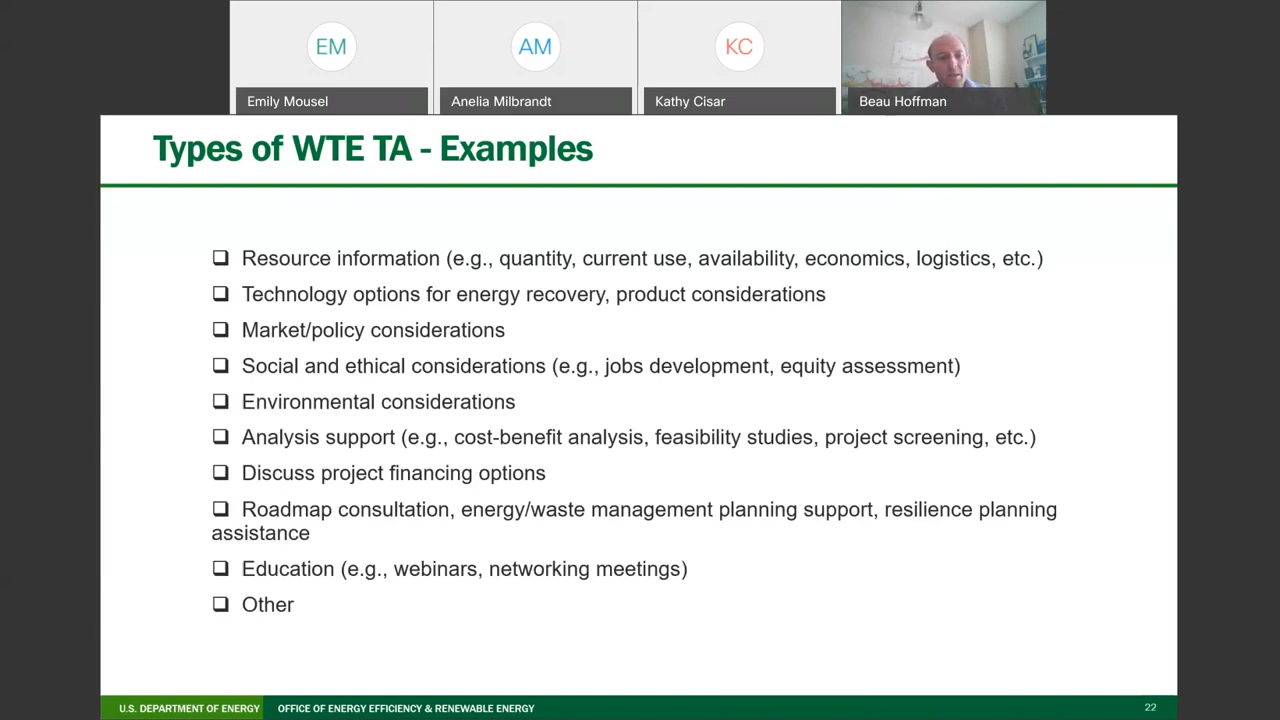 EM
AM
KC
Emily Mousel
Anelia Milbrandt
Kathy Cisar
Beau Hoffman
Types of WTE TA - Examples
❑ Resource information (e.g., quantity, current use, availability, economics, logistics, etc.)
❑ Technology options for energy recovery, product considerations
❑ Market/policy considerations
❑ Social and ethical considerations (e.g., jobs development, equity assessment)
❑ Environmental considerations
❑ Analysis support (e.g., cost-benefit analysis, feasibility studies, project screening, etc.)
❑ Discuss project financing options
❑ Roadmap consultation, energy/waste management planning support, resilience planning
assistance
❑ Education (e.g., webinars, networking meetings)
❑ Other
U.S. DEPARTMENT OF ENERGY OFFICE OF ENERGY EFFICIENCY & RENEWABLE ENERGY 22